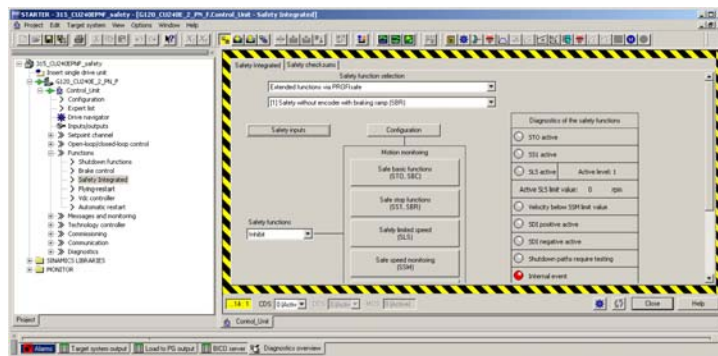 STARTER - 315_CU240EPNF_safety - [G120_CU240E_2_PN_F.Control_Unit - Safety Integrated]
Project Edit Target system View Options Window Help
315_CU240EPNF_safety
Insert single drive unit
G120_CU240E_2_PN_F
Control_Unit
Configuration
Expert list
Drive navigator
Inputs/outputs
Setpoint channel
Open-loop/closed-loop control
Functions
Shutdown functions
Brake control
Safety Integrated
Flying-restart
Vdc controller
Automatic restart
Messages and monitoring
Technology controller
Commissioning
Communication
Diagnostics
SINAMICS LIBRARIES
MONITOR
Project
Safety integrated Safety checksums
Safety function selection
Extended functions via PROFIsafe
[1] Safety without encoder with braking ramp (SBR)
Safety inputs
Configuration
Motion monitoring
Safe basic functions
(STO, SBC)
Safe stop functions
(SS1, SBR)
Safety limited speed
(SLS)
Safe speed monitoring
(SSM)
Safety functions
Inhibit
Diagnostics of the safety functions
STO active
SS1 active
SLS active Active level: 1
Active SLS limit value: 0 rpm
Velocity below SSM limit value
SDI positive active
SDI negative active
Shutdown paths require testing
Internal event
CDS: DDS: MDS:
Close Help
Control_Unit
Alarms Target system output Load to PG output BICO server Diagnostics overview